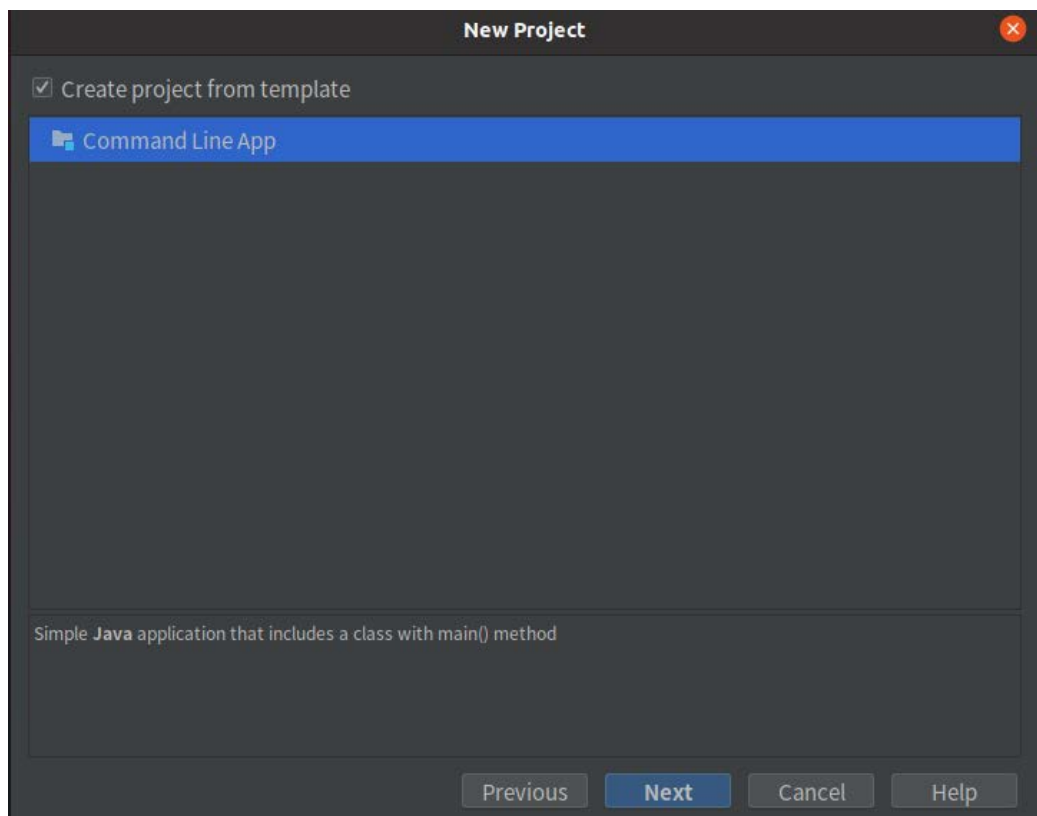 New Project
Create project from template
Command Line App
Simple Java application that includes a class with main() method
Previous Next Cancel Help